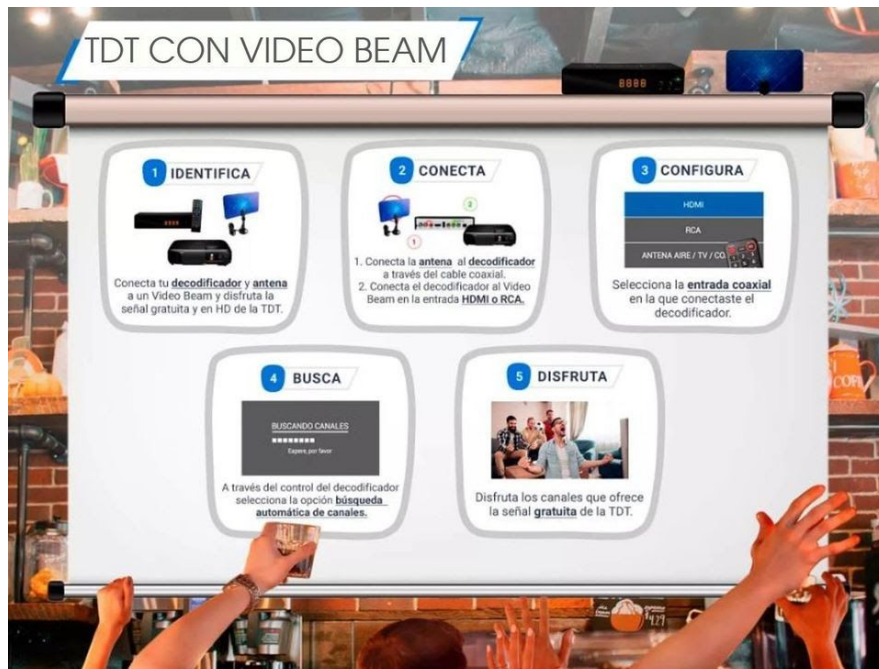 TDT CON VIDEO BEAM
8888
1 IDENTIFICA
Conecta tu decodificador y antena
a un Video Beam y disfruta la
señal gratuita y en HD de la TDT.
2 CONECTA
2
1
1. Conecta la antena al decodificador
a través del cable coaxial.
2. Conecta el decodificador al Video
Beam en la entrada HDMI o RCA.
3 CONFIGURA
HDMI
RCA
ANTENA AIRE / TV / CO
Selecciona la entrada coaxial
en la que conectaste el
decodificador.
4 BUSCA
BUSCANDO CANALES
Espere, por favor
A través del control del decodificador
selecciona la opción búsqueda
automática de canales.
5 DISFRUTA
Disfruta los canales que ofrece
la señal gratuita de la TDT.